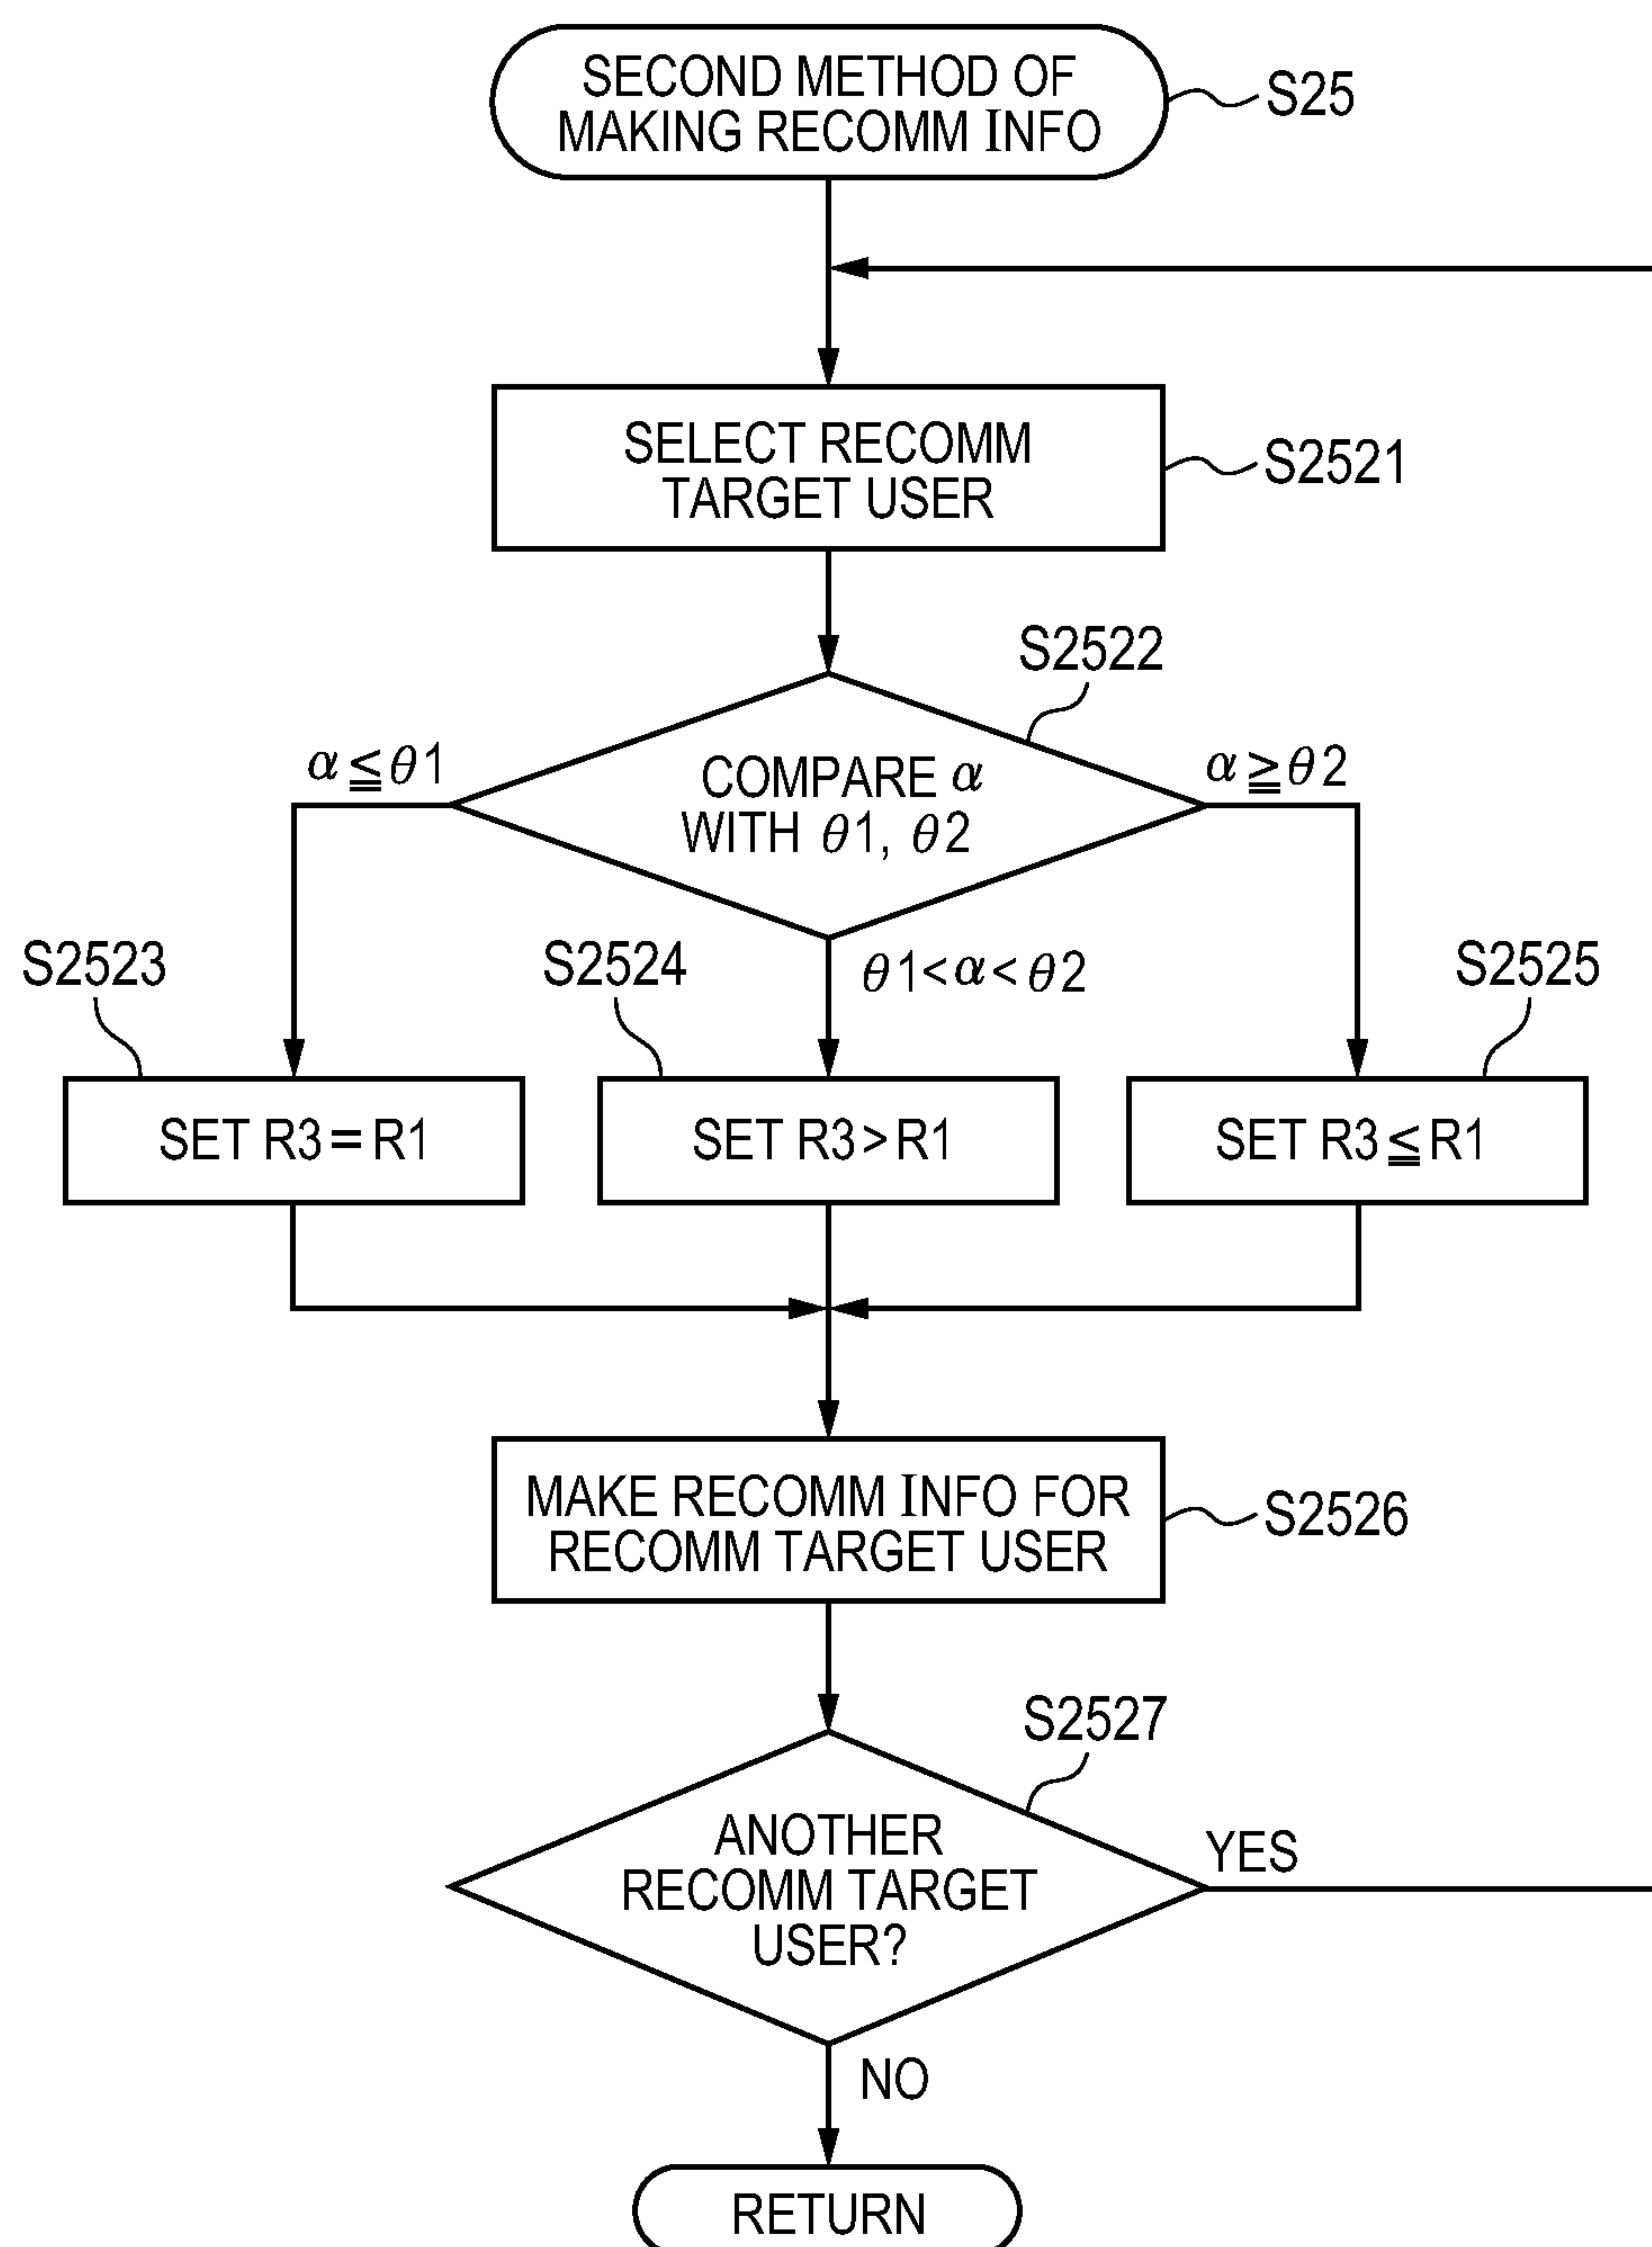 SECOND METHOD OF
MAKING RECOMM INFO
S25
SELECT RECOMM
TARGET USER
S2521
S2522
α≦θ1
COMPARE α
WITH θ1, θ2
α≧θ2
S2523
S2524
θ1<α<θ2
S2525
SET R3=R1
SET R3>R1
SET R3≦R1
MAKE RECOMM INFO FOR
RECOMM TARGET USER
S2526
S2527
ANOTHER
RECOMM TARGET
USER?
YES
NO
RETURN